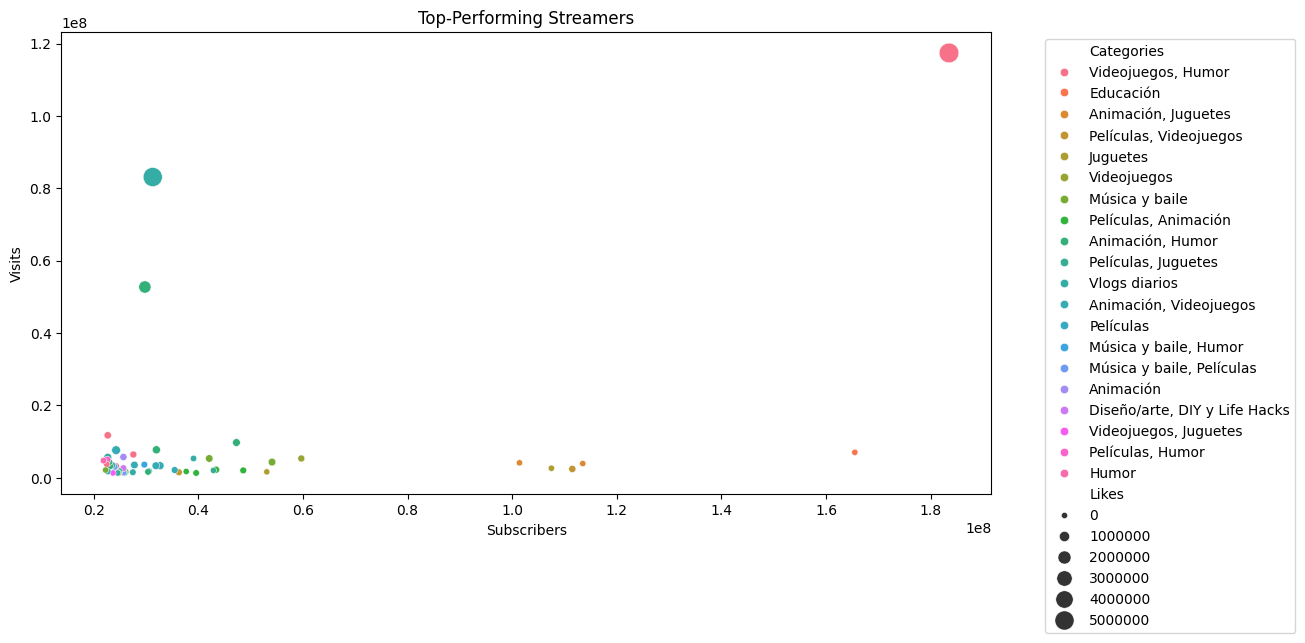 Top-Performing Streamers
1e8
1.2
1.0
0.8
0.6
0.4
0.2
0.0
Visits
0.2
0.4
0.6
0.8
1.0
1.2
1.4
1.6
1.8
1e8
Subscribers
Categories
Videojuegos, Humor
Educación
Animación, Juguetes
Películas, Videojuegos
Juguetes
Videojuegos
Música y baile
Películas, Animación
Animación, Humor
Películas, Juguetes
Vlogs diarios
Animación, Videojuegos
Películas
Música y baile, Humor
Música y baile, Películas
Animación
Diseño/arte, DIY y Life Hacks
Videojuegos, Juguetes
Películas, Humor
Humor
Likes
0
1000000
2000000
3000000
4000000
5000000